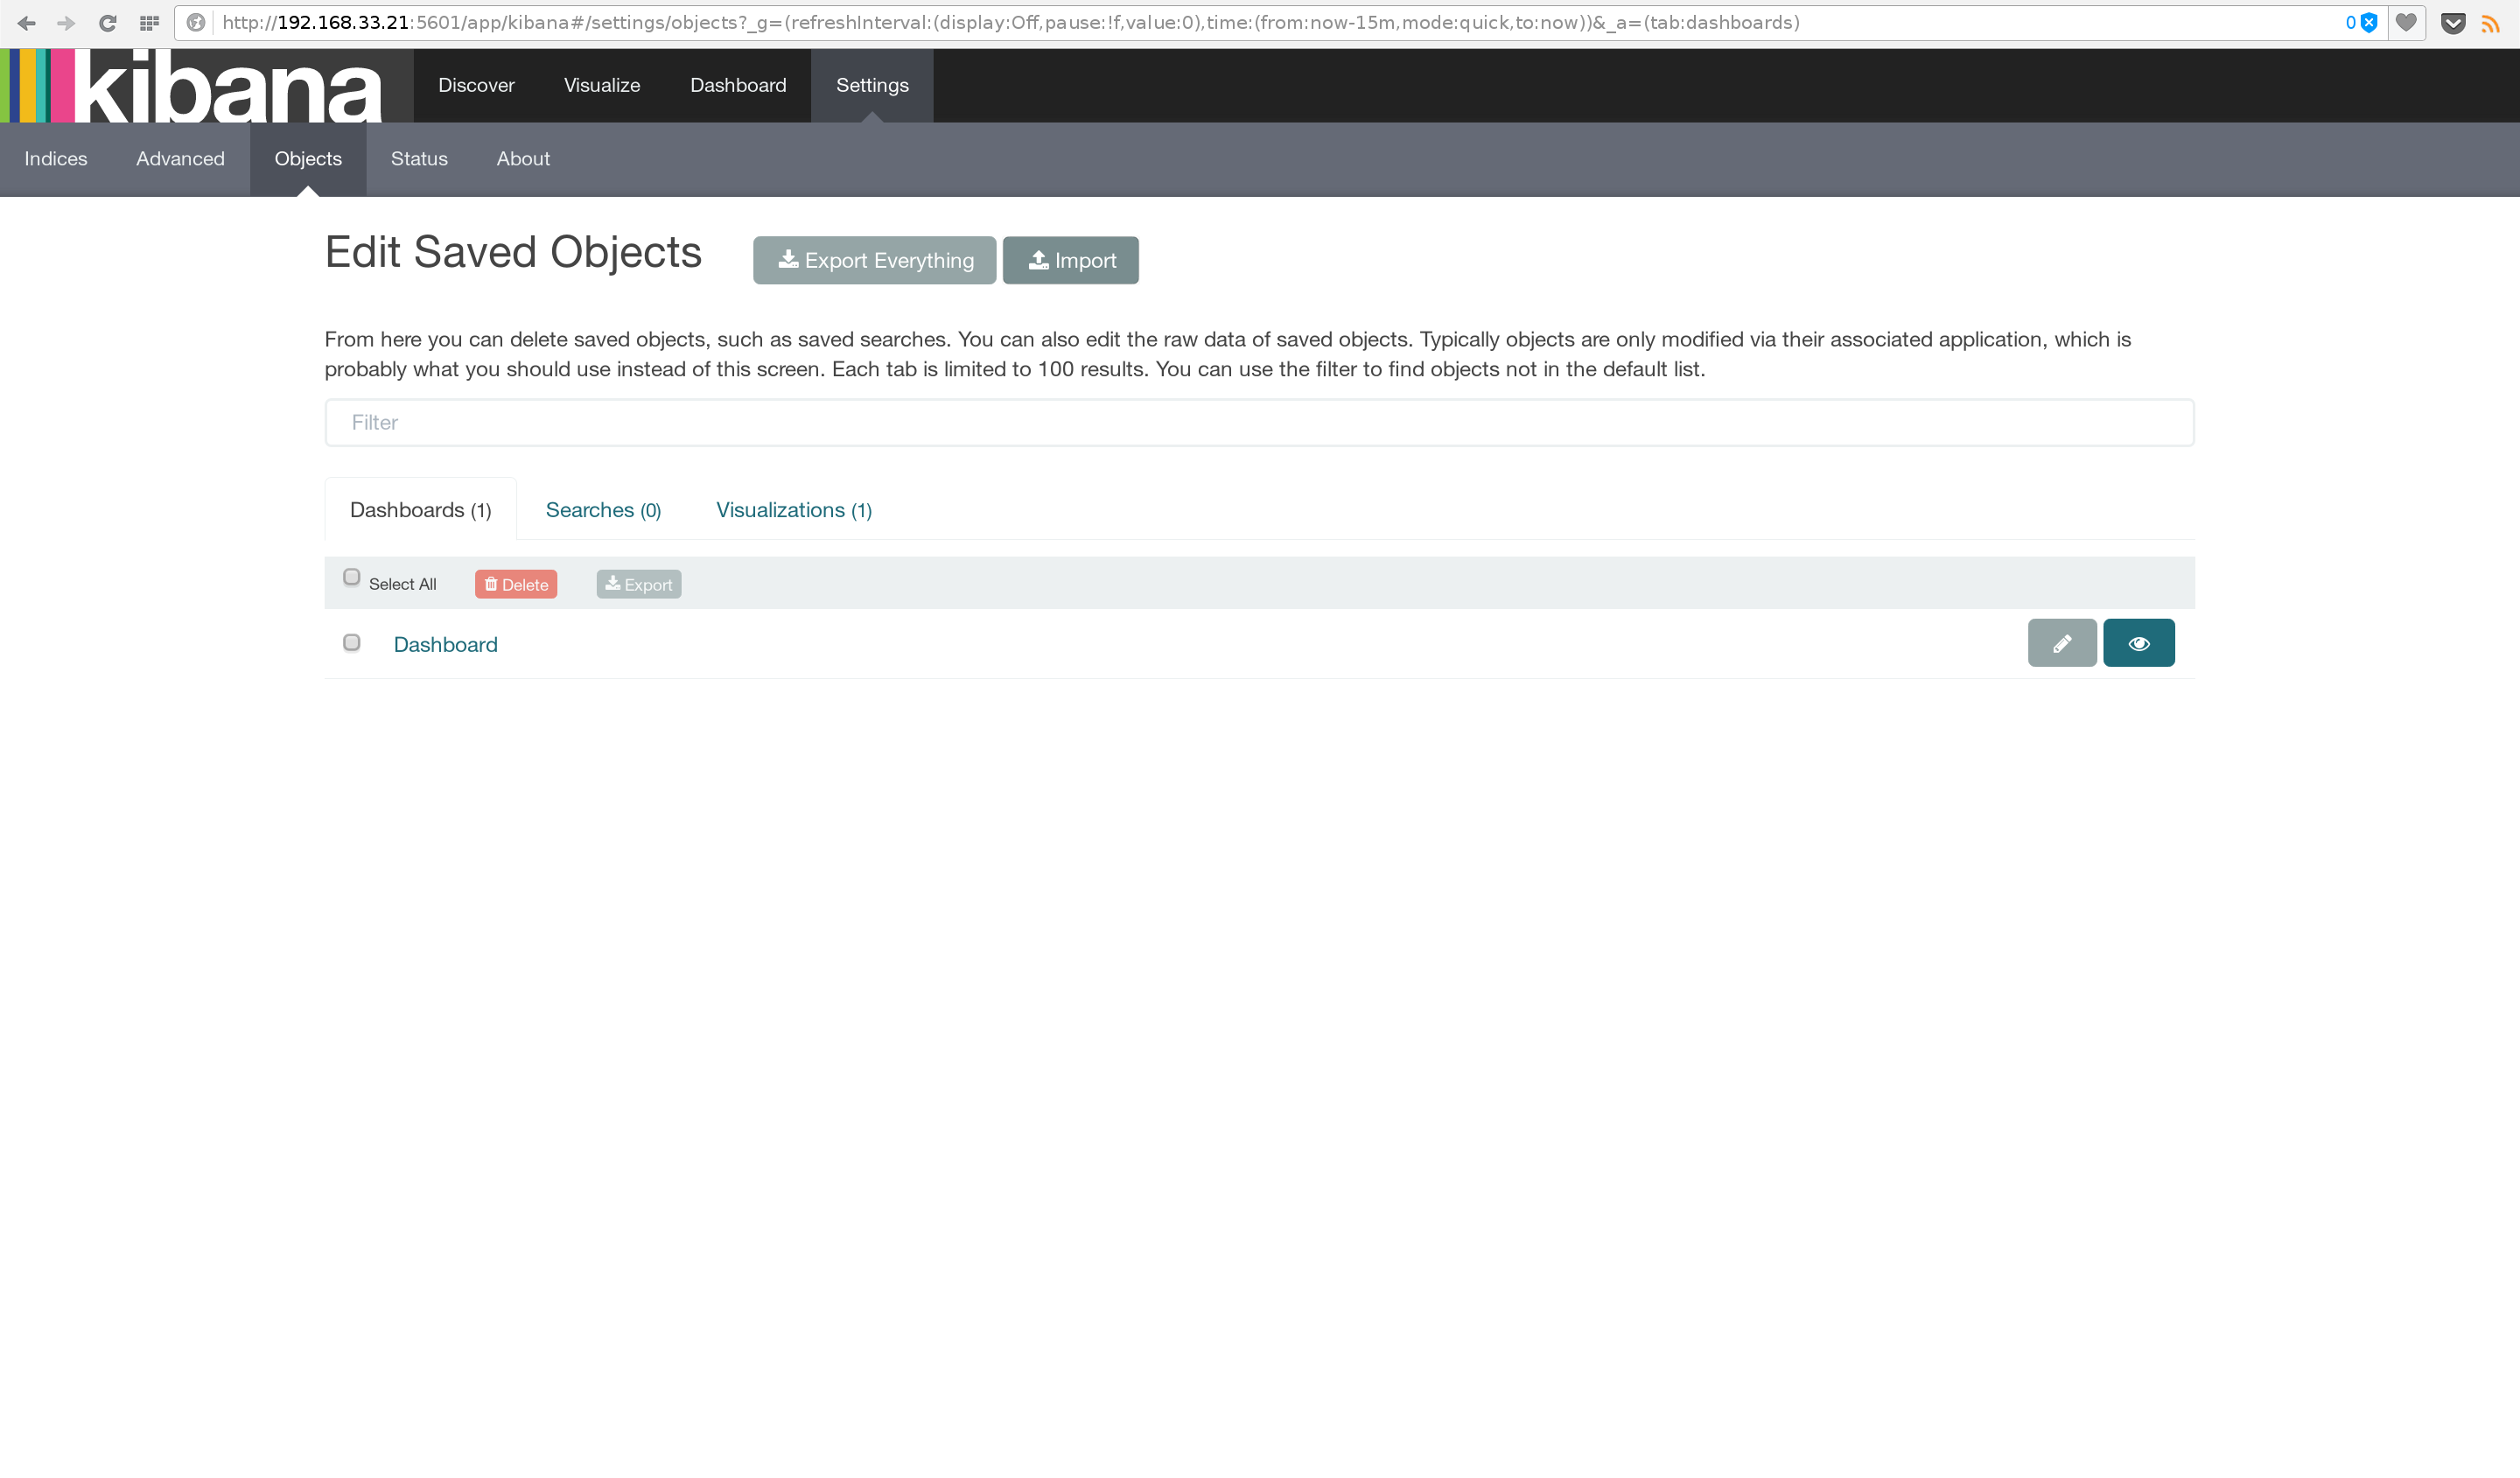 http://192.168.33.21:5601/app/kibana#/settings/objects?_g=(refreshInterval:(display:Off,pause:!f,value:0),time:(from:now-15m,mode:quick,to:now))&_a=(tab:dashboards) 0
kibana Discover Visualize Dashboard Settings
Indices Advanced Objects Status About
Edit Saved Objects Export Everything Import
From here you can delete saved objects, such as saved searches. You can also edit the raw data of saved objects. Typically objects are only modified via their associated application, which is
probably what you should use instead of this screen. Each tab is limited to 100 results. You can use the filter to find objects not in the default list.
Filter
Dashboards (1) Searches (0) Visualizations (1)
Select All Delete Export
Dashboard